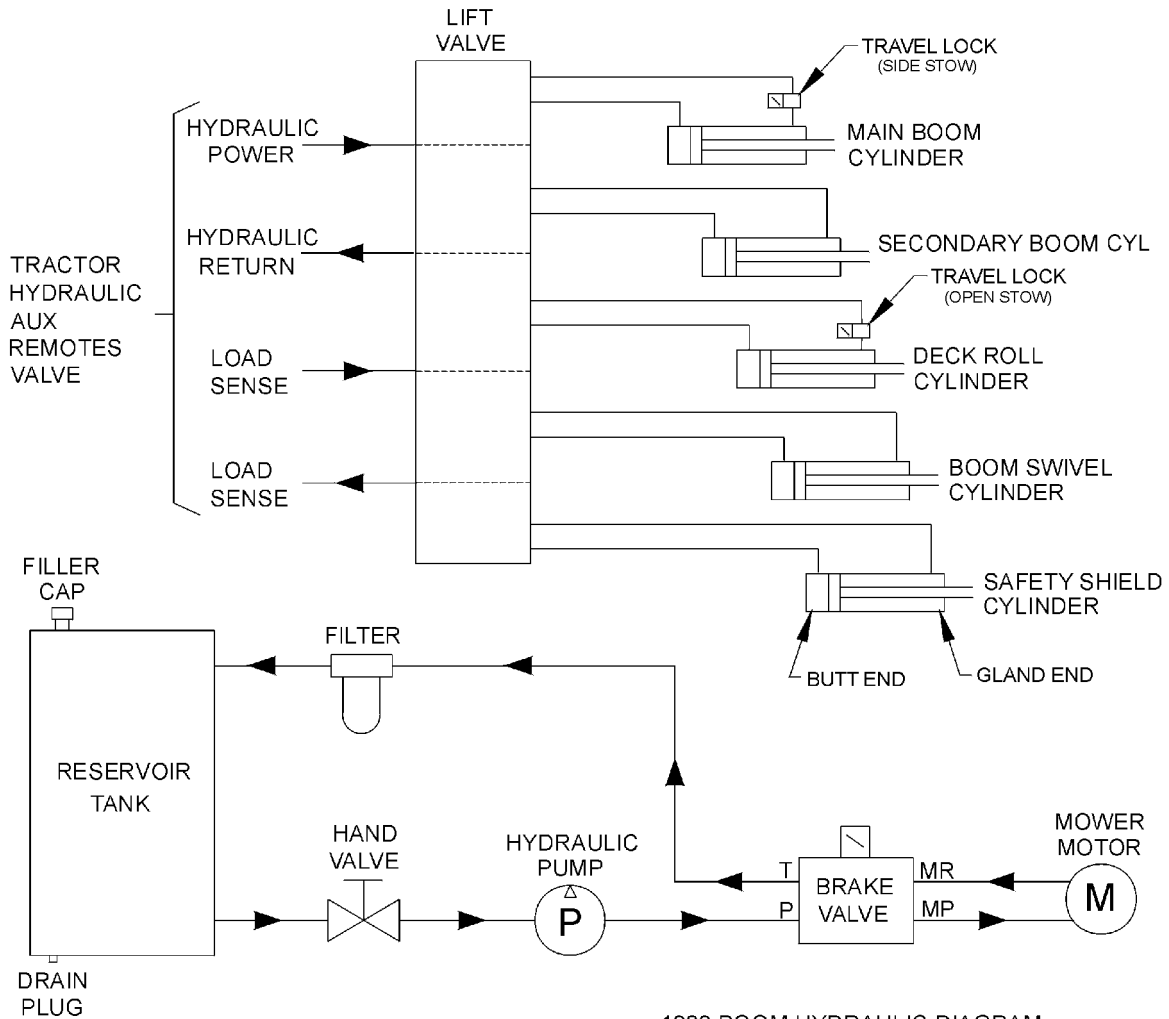 LIFT
VALVE
TRAVEL LOCK
(SIDE STOW)
HYDRAULIC
POWER
MAIN BOOM
CYLINDER
HYDRAULIC
RETURN
SECONDARY BOOM CYL
TRACTOR
HYDRAULIC
AUX
REMOTES
VALVE
TRAVEL LOCK
(OPEN STOW)
LOAD
SENSE
DECK ROLL
CYLINDER
LOAD
SENSE
BOOM SWIVEL
CYLINDER
FILLER
CAP
SAFETY SHIELD
CYLINDER
FILTER
BUTT END
GLAND END
RESERVOIR
TANK
HAND
VALVE
HYDRAULIC
PUMP
P
T
P
BRAKE
VALVE
MR
MP
MOWER
MOTOR
M
DRAIN
PLUG